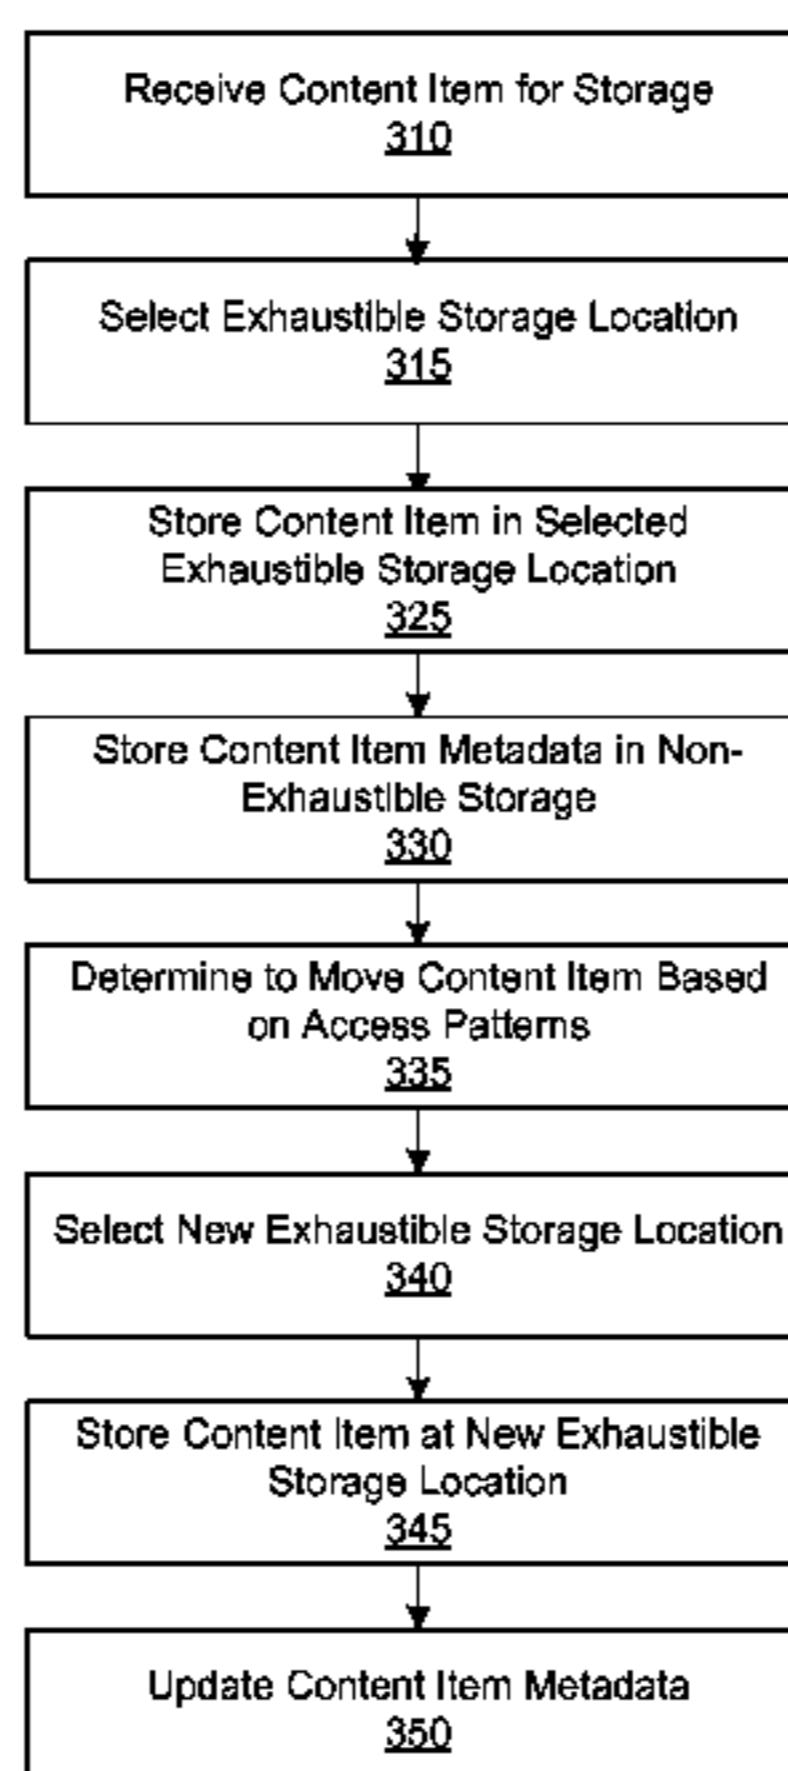 Receive Content Item for Storage
310
Select Exhaustible Storage Location
315
Store Content Item in Selected
Exhaustible Storage Location
325
Store Content Item Metadata in Non-
Exhaustible Storage
330
Determine to Move Content Item Based
on Access Patterns
335
Select New Exhaustible Storage Location
340
Store Content Item at New Exhaustible
Storage Location
345
Update Content Item Metadata
350